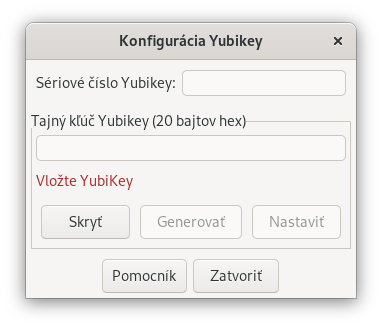 Konfigurácia Yubikey ×
Sériové číslo Yubikey:
Tajný kľúč Yubikey (20 bajtov hex)
Vložte YubiKey
Skryť Generovať Nastaviť
Pomocník Zatvoriť